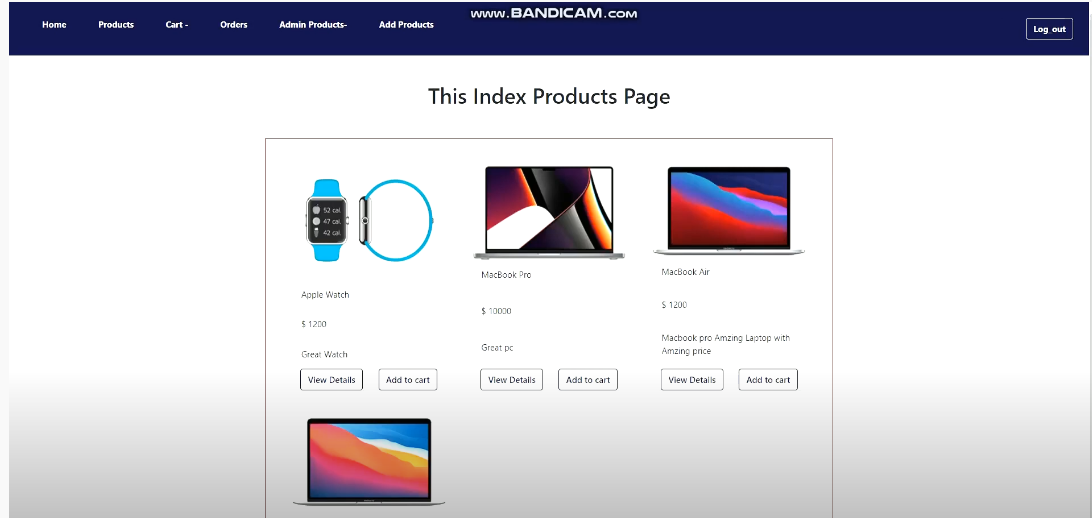 www.BANDICAM.com
Home Products Cart - Orders Admin Products- Add Products Log_out
This Index Products Page
52 cal.
47 cal.
42 cal.
Apple Watch
$ 1200
Great Watch
View Details Add to cart
MacBook Pro
$ 10000
Great pc
View Details Add to cart
MacBook Air
$ 1200
Macbook pro Amzing Laptop with
Amzing price
View Details Add to cart